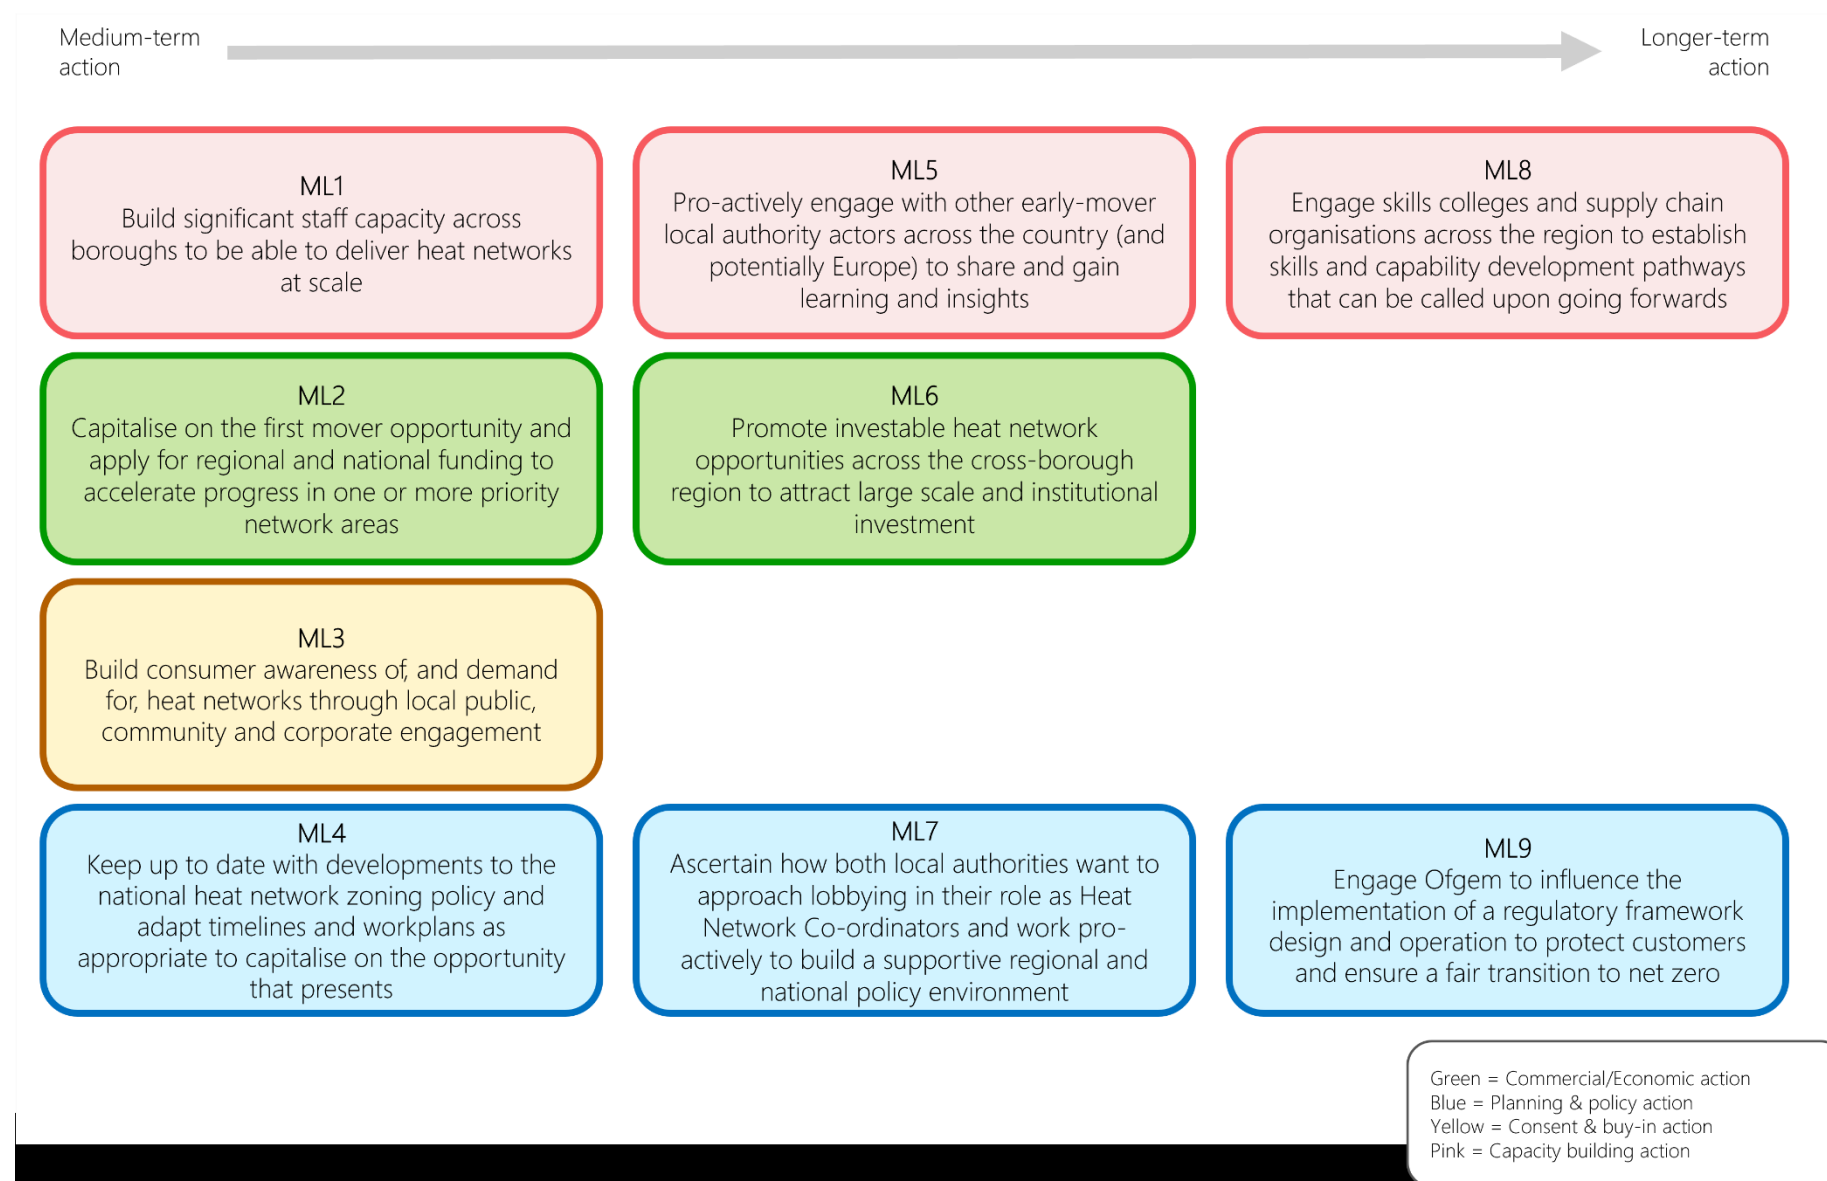 Medium-term
action
Longer-term
action
ML1
Build significant staff capacity across
boroughs to be able to deliver heat networks
at scale
ML5
Pro-actively engage with other early-mover
local authority actors across the country (and
potentially Europe) to share and gain
learning and insights
ML8
Engage skills colleges and supply chain
organisations across the region to establish
skills and capability development pathways
that can be called upon going forwards
ML2
Capitalise on the first mover opportunity and
apply for regional and national funding to
accelerate progress in one or more priority
network areas
ML6
Promote investable heat network
opportunities across the cross-borough
region to attract large scale and institutional
investment
ML3
Build consumer awareness of, and demand
for, heat networks through local public,
community and corporate engagement
ML4
Keep up to date with developments to the
national heat network zoning policy and
adapt timelines and workplans as
appropriate to capitalise on the opportunity
that presents
ML7
Ascertain how both local authorities want to
approach lobbying in their role as Heat
Network Co-ordinators and work pro-
actively to build a supportive regional and
national policy environment
ML9
Engage Ofgem to influence the
implementation of a regulatory framework
design and operation to protect customers
and ensure a fair transition to net zero
Green = Commercial/Economic action
Blue = Planning & policy action
Yellow = Consent & buy-in action
Pink = Capacity building action